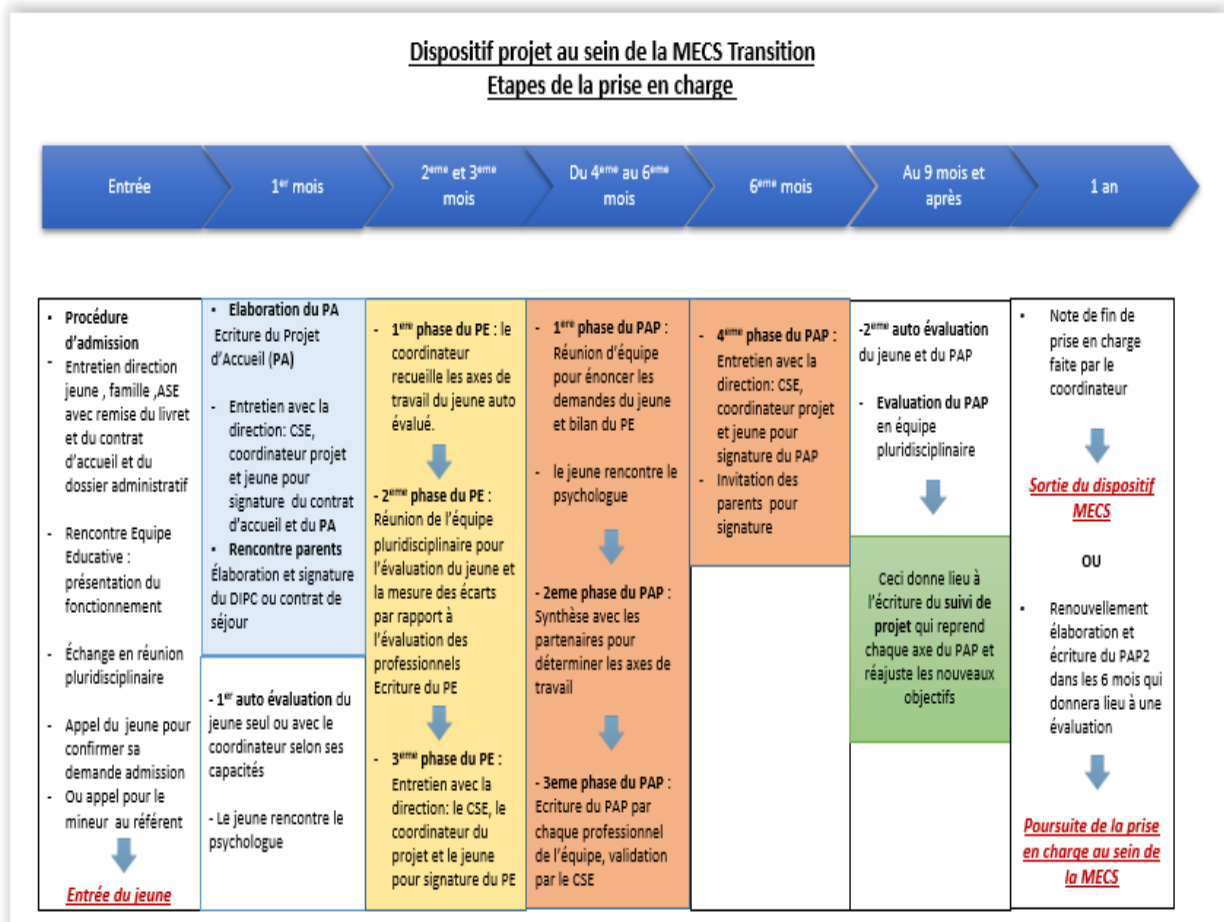 Dispositif projet au sein de la MECS Transition
Etapes de la prise en charge
Entrée
1er mois
2eme et 3eme
mois
Du 4eme au 6eme
mois
6eme mois
Au 9 mois et
après
1 an
▪ Procédure
d'admission
- Entretien direction
jeune , famille ,ASE
avec remise du livret
et du contrat
d'accueil et du
dossier administratif
- Rencontre Equipe
Educative :
présentation du
fonctionnement
- Échange en réunion
pluridisciplinaire
- Appel du jeune pour
confirmer sa
demande admission
- Ou appel pour le
mineur au référent
Entrée du jeune
▪ Elaboration du PA
Ecriture du Projet
d'Accueil (PA)
- Entretien avec la
direction: CSE,
coordinateur projet
et jeune pour
signature du contrat
d'accueil et du PA
▪ Rencontre parents
Élaboration et signature
du DIPC ou contrat de
séjour
- 1er auto évaluation du
jeune seul ou avec le
coordinateur selon ses
capacités
- Le jeune rencontre le
psychologue
- 1ere phase du PE : le
coordinateur
recueille les axes de
travail du jeune auto
évalué.
- 2eme phase du PE :
Réunion de l'équipe
pluridisciplinaire pour
l'évaluation du jeune et
la mesure des écarts
par rapport à
l'évaluation des
professionnels
Ecriture du PE
- 3eme phase du PE :
Entretien avec la
direction: le CSE, le
coordinateur du
projet et le jeune
pour signature du PE
- 1ere phase du PAP :
Réunion d'équipe
pour énoncer les
demandes du jeune
et bilan du PE
- le jeune rencontre le
psychologue
- 2eme phase du PAP :
Synthèse avec les
partenaires pour
déterminer les axes de
travail
- 3eme phase du PAP :
Ecriture du PAP par
chaque professionnel
de l'équipe, validation
par le CSE
- 4eme phase du PAP :
Entretien avec la
direction: CSE,
coordinateur projet
et jeune pour
signature du PAP
- Invitation des
parents pour
signature
-2eme auto évaluation
du jeune et du PAP
- Evaluation du PAP
en équipe
pluridisciplinaire
Ceci donne lieu à
l'écriture du suivi de
projet qui reprend
chaque axe du PAP et
réajuste les nouveaux
objectifs
▪ Note de fin de
prise en charge
faite par le
coordinateur
Sortie du dispositif
MECS
OU
▪ Renouvellement
élaboration et
écriture du PAP2
dans les 6 mois qui
donnera lieu à une
évaluation
Poursuite de la prise
en charge au sein de
la MECS